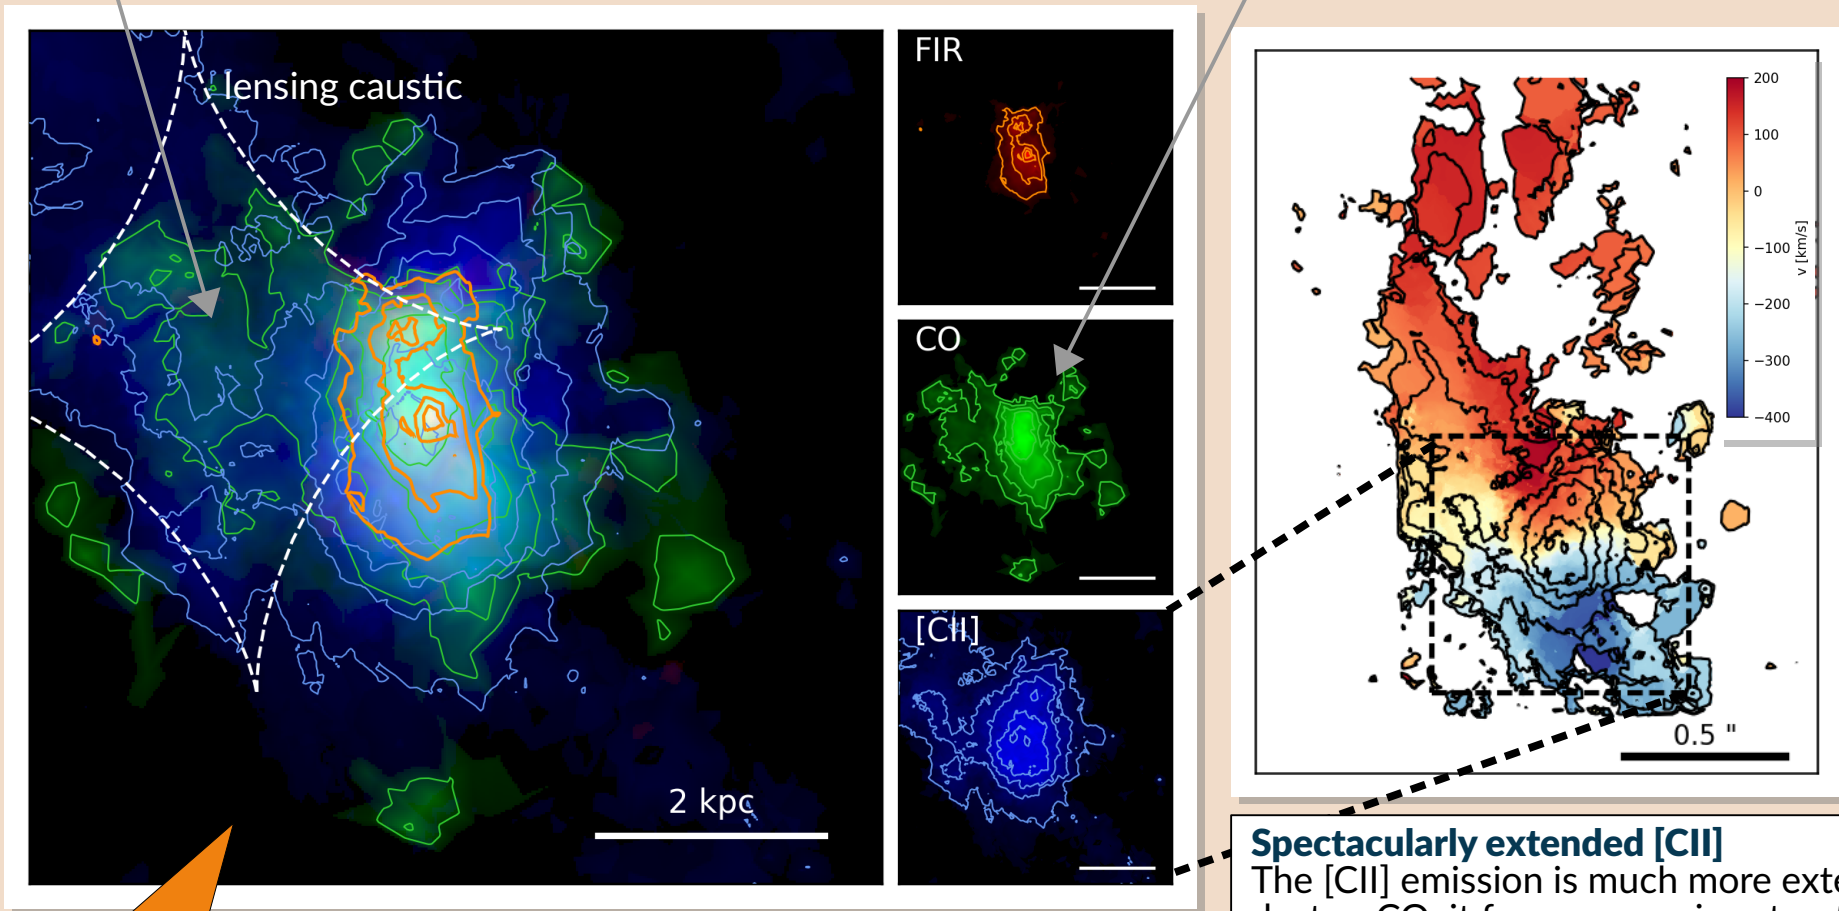 lensing caustic
2 kpc
FIR
CO
[CII]
200
100
0
−100
−200
−300
−400
v [km/s]
0.5 "
Spectacularly extended [CII]
The [CII] emission is much more exte